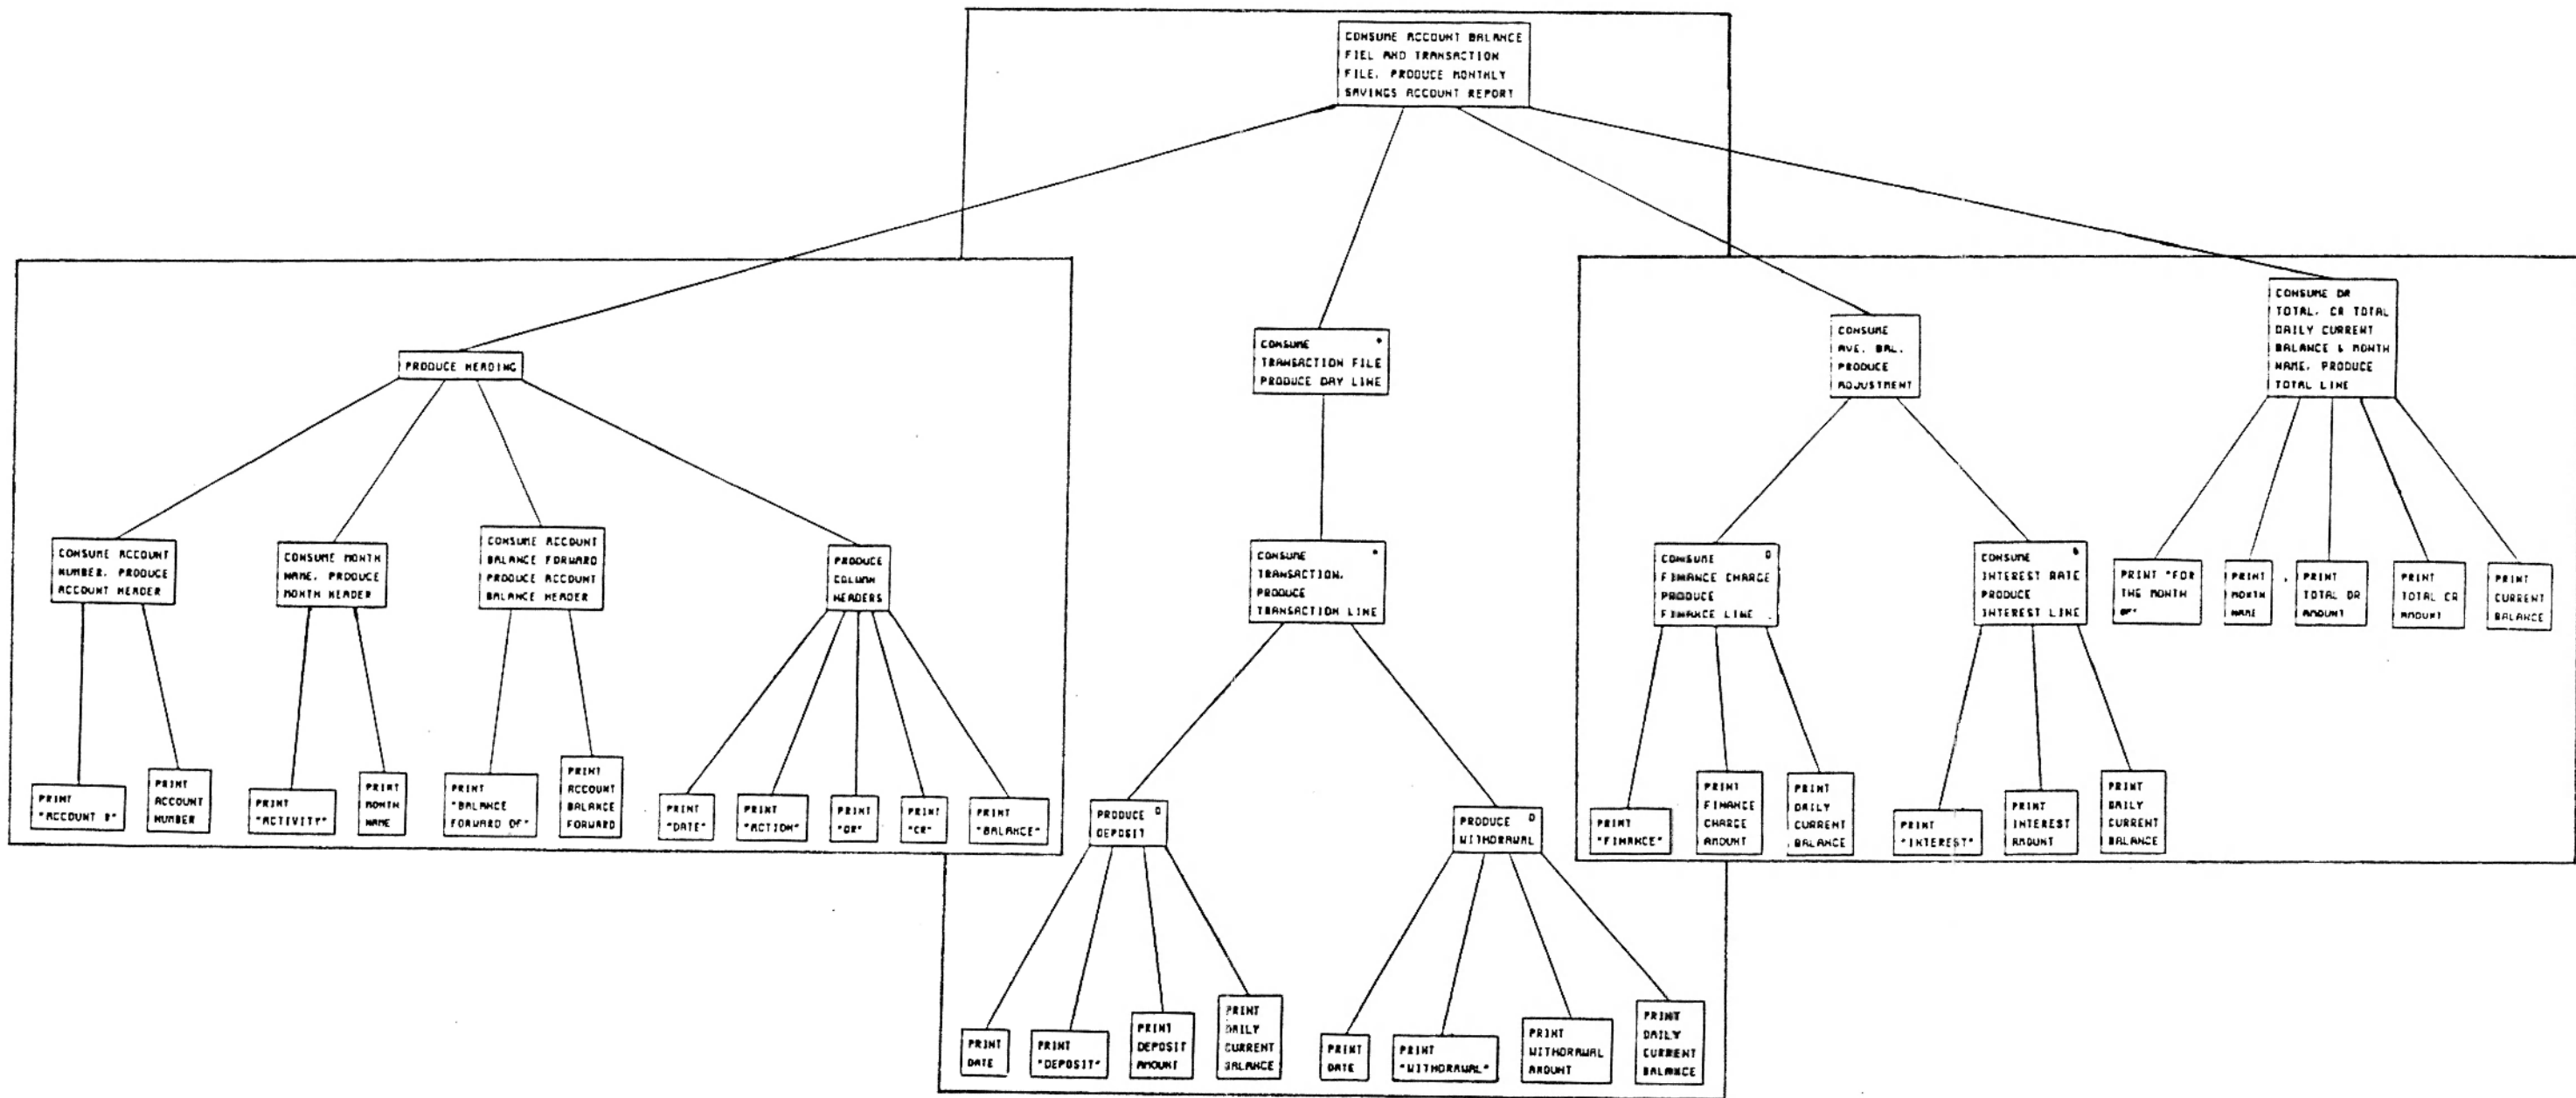 CONSUME ACCOUNT BALANCE
FIEL AND TRANSACTION
FILE. PRODUCE MONTHLY
SAVINGS ACCOUNT REPORT
PRODUCE HEADING
CONSUME *
TRANSACTION FILE
PRODUCE DAY LINE
CONSUME
AVE. BAL.
PRODUCE
ADJUSTMENT
CONSUME DR
TOTAL. CR TOTAL
DAILY CURRENT
BALANCE & MONTH
NAME. PRODUCE
TOTAL LINE
CONSUME ACCOUNT
NUMBER. PRODUCE
ACCOUNT HEADER
CONSUME MONTH
NAME. PRODUCE
MONTH HEADER
CONSUME ACCOUNT
BALANCE FORWARD
PRODUCE ACCOUNT
BALANCE HEADER
PRODUCE
COLUMN
HEADERS
CONSUME *
TRANSACTION.
PRODUCE
TRANSACTION LINE
CONSUME O
FINANCE CHARGE
PRODUCE
FINANCE LINE
CONSUME
INTEREST RATE
PRODUCE
INTEREST LINE
PRINT "FOR
THE MONTH
OF"
PRINT
MONTH
NAME
PRINT
TOTAL DR
AMOUNT
PRINT
TOTAL CR
AMOUNT
PRINT
CURRENT
BALANCE
PRINT
"ACCOUNT #"
PRINT
ACCOUNT
NUMBER
PRINT
"ACTIVITY"
PRINT
MONTH
NAME
PRINT
"BALANCE
FORWARD OF"
PRINT
ACCOUNT
BALANCE
FORWARD
PRINT
"DATE"
PRINT
"ACTION"
PRINT
"DR"
PRINT
"CR"
PRINT
"BALANCE"
PRODUCE O
DEPOSIT
PRODUCE O
WITHDRAWAL
PRINT
"FINANCE"
PRINT
FINANCE
CHARGE
AMOUNT
PRINT
DAILY
CURRENT
BALANCE
PRINT
"INTEREST"
PRINT
INTEREST
AMOUNT
PRINT
DAILY
CURRENT
BALANCE
PRINT
DATE
PRINT
"DEPOSIT"
PRINT
DEPOSIT
AMOUNT
PRINT
DAILY
CURRENT
BALANCE
PRINT
DATE
PRINT
"WITHDRAWAL"
PRINT
WITHDRAWAL
AMOUNT
PRINT
DAILY
CURRENT
BALANCE